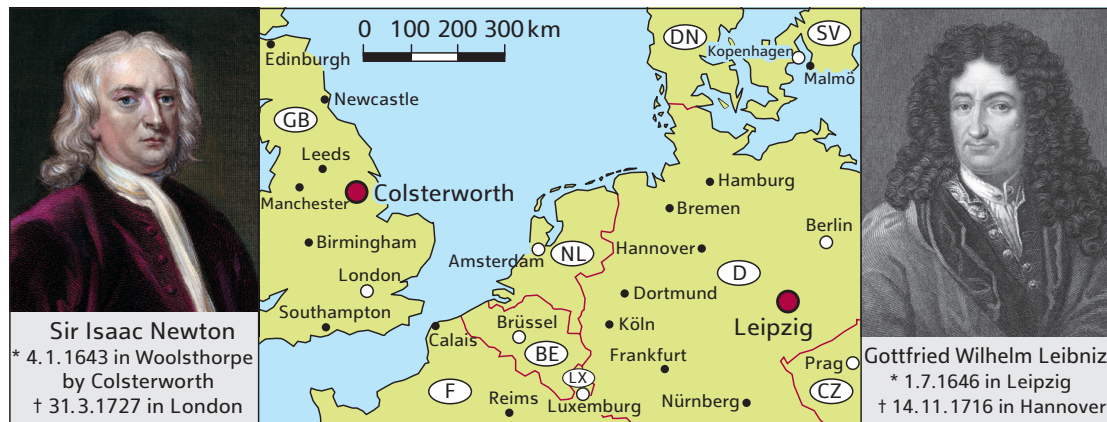 Sir Isaac Newton
* 4.1.1643 in Woolsthorpe
by Colsterworth
† 31.3.1727 in London
0 100 200 300 km
DN
SV
Kopenhagen
Malmö
Edinburgh
Newcastle
GB
Leeds
Manchester
Colsterworth
Birmingham
London
Southampton
Hamburg
Bremen
Berlin
Hannover
Amsterdam
NL
D
Dortmund
Leipzig
Calais
Brüssel
BE
Köln
Frankfurt
Prag
LX
CZ
F
Reims
Luxemburg
Nürnberg
Gottfried Wilhelm Leibniz
* 1.7.1646 in Leipzig
† 14.11.1716 in Hannover